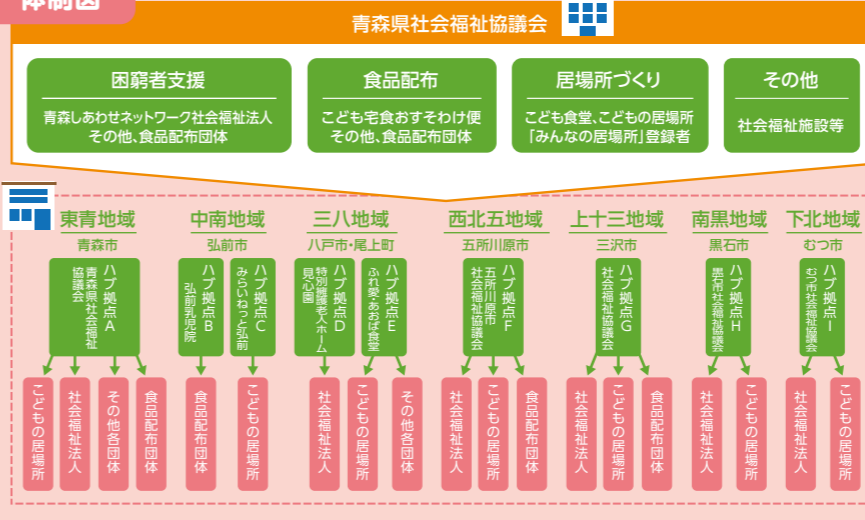 体制図
青森県社会福祉協議会
困窮者支援
青森しあわせネットワーク社会福祉法人
その他、食品配布団体
食品配布
こども宅食おすそわけ便
その他、食品配布団体
居場所づくり
こども食堂、こどもの居場所
「みんなの居場所」登録者
その他
社会福祉施設等
東青地域
青森市
ハブ拠点A
青森県社会福祉
協議会
こどもの居場所
社会福祉法人
その他各団体
食品配布団体
中南地域
弘前市
ハブ拠点B
弘前乳児院
ハブ拠点C
みらいねっと弘前
食品配布団体
こどもの居場所
三八地域
八戸市・尾上町
ハブ拠点D
特別養護老人ホーム
見心園
ハブ拠点E
ふれ愛・あおば食堂
社会福祉法人
こどもの居場所
その他各団体
西北五地域
五所川原市
ハブ拠点F
五所川原市
社会福祉協議会
社会福祉法人
こどもの居場所
食品配布団体
上十三地域
三沢市
ハブ拠点G
社会福祉協議会
社会福祉法人
こどもの居場所
食品配布団体
南黒地域
黒石市
ハブ拠点H
黒石市社会福祉協議会
社会福祉法人
こどもの居場所
下北地域
むつ市
ハブ拠点I
むつ市社会福祉協議会
社会福祉法人
こどもの居場所